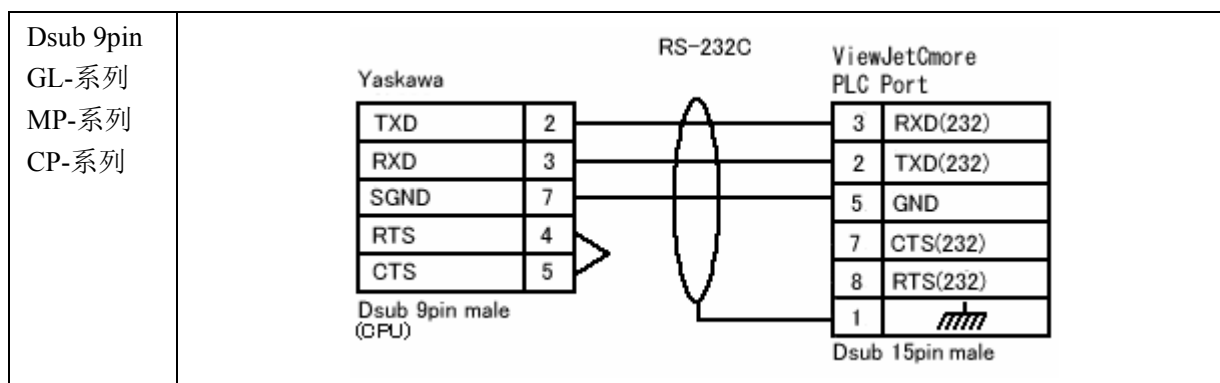 Dsub 9pin
GL-系列
MP-系列
CP-系列
RS-232C
Yaskawa
ViewJetCmore
PLC Port
TXD 2
RXD 3
SGND 7
RTS 4
CTS 5
3 RXD(232)
2 TXD(232)
5 GND
7 CTS(232)
8 RTS(232)
1
Dsub 9pin male
(CPU)
Dsub 15pin male